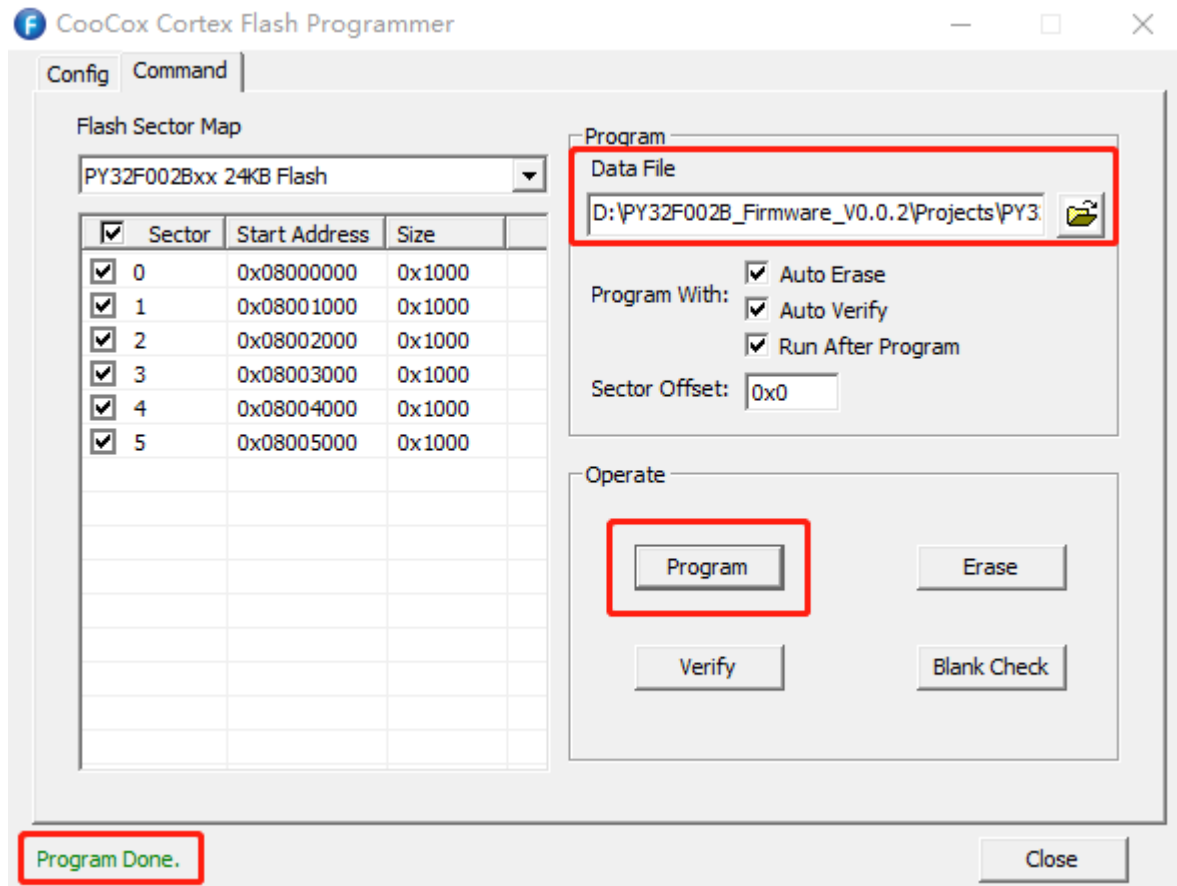 CooCox Cortex Flash Programmer
Config Command
Flash Sector Map
PY32F002Bxx 24KB Flash
Sector Start Address Size
0 0x08000000 0x1000
1 0x08001000 0x1000
2 0x08002000 0x1000
3 0x08003000 0x1000
4 0x08004000 0x1000
5 0x08005000 0x1000
Program
Data File
D:\PY32F002B_Firmware_V0.0.2\Projects\PY3
Program With:
Auto Erase
Auto Verify
Run After Program
Sector Offset: 0x0
Operate
Program Erase
Verify Blank Check
Program Done.
Close